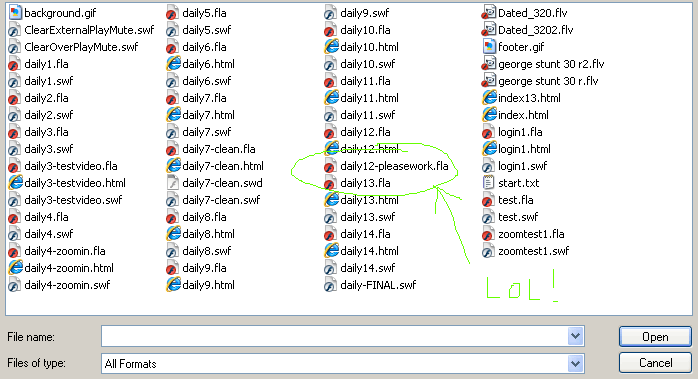 background.gif
ClearExternalPlayMute.swf
ClearOverPlayMute.swf
daily1.fla
daily1.swf
daily2.fla
daily2.swf
daily3.fla
daily3.swf
daily3-testvideo.fla
daily3-testvideo.html
daily3-testvideo.swf
daily4.fla
daily4.swf
daily4-zoomin.fla
daily4-zoomin.html
daily4-zoomin.swf
daily5.fla
daily5.swf
daily6.fla
daily6.html
daily6.swf
daily7.fla
daily7.html
daily7.swf
daily7-clean.fla
daily7-clean.html
daily7-clean.swd
daily7-clean.swf
daily8.fla
daily8.html
daily8.swf
daily9.fla
daily9.html
daily9.swf
daily10.fla
daily10.html
daily10.swf
daily11.fla
daily11.html
daily11.swf
daily12.fla
daily12.html
daily12-pleasework.fla
daily13.fla
daily13.html
daily13.swf
daily14.fla
daily14.html
daily14.swf
daily-FINAL.swf
Dated_320.flv
Dated_3202.flv
footer.gif
george stunt 30 r2.flv
george stunt 30 r.flv
index13.html
index.html
login1.fla
login1.html
login1.swf
start.txt
test.fla
test.swf
zoomtest1.fla
zoomtest1.swf
LOL!
File name:
Open
Files of type:
All Formats
Cancel